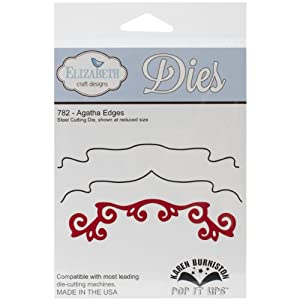 ELIZABETH
craft designs
Dies
782 - Agatha Edges
Steel Cutting Die, shown at reduced size
Compatible with most leading
die-cutting machines.
MADE IN THE USA
KAREN BURNISTON
POP IT UPS